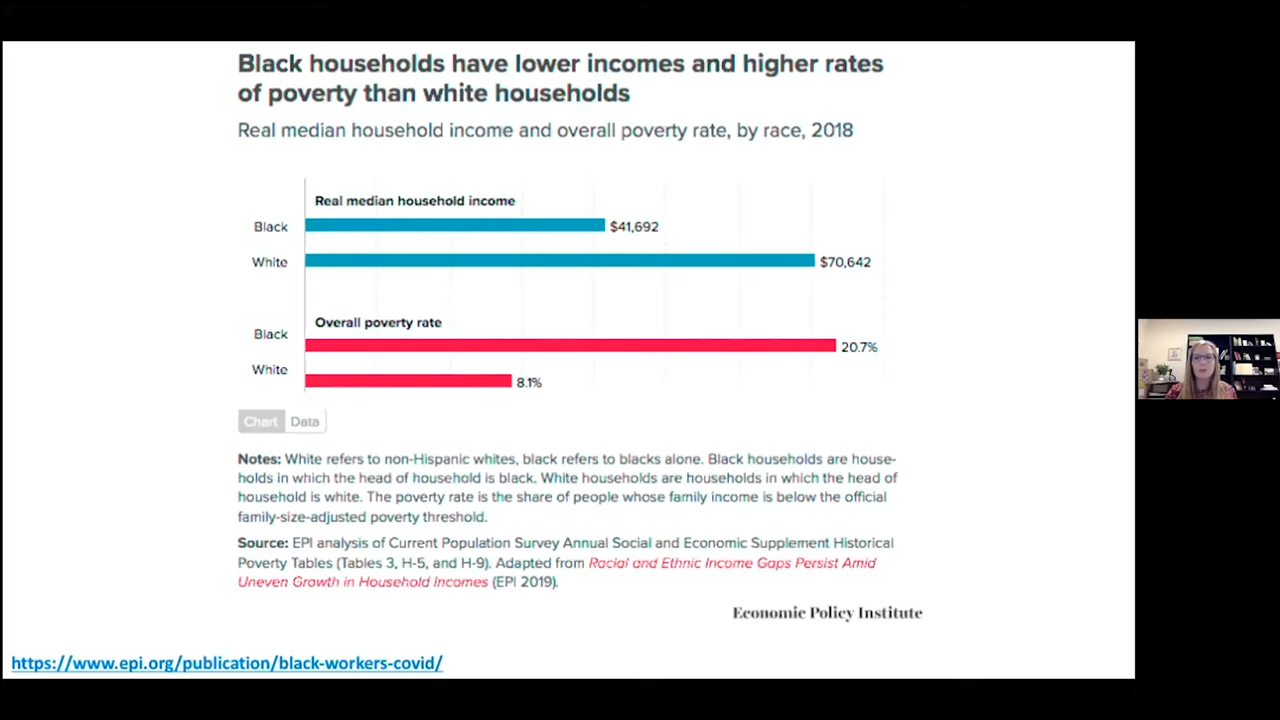 Black households have lower incomes and higher rates
of poverty than white households
Real median household income and overall poverty rate, by race, 2018
Real median household income
Black
$41,692
White
$70,642
Overall poverty rate
Black
20.7%
White
8.1%
Chart Data
Notes: White refers to non-Hispanic whites, black refers to blacks alone. Black households are house-
holds in which the head of household is black. White households are households in which the head of
household is white. The poverty rate is the share of people whose family income is below the official
family-size-adjusted poverty threshold.
Source: EPI analysis of Current Population Survey Annual Social and Economic Supplement Historical
Poverty Tables (Tables 3, H-5, and H-9). Adapted from Racial and Ethnic Income Gaps Persist Amid
Uneven Growth in Household Incomes (EPI 2019).
Economic Policy Institute
https://www.epi.org/publication/black-workers-covid/